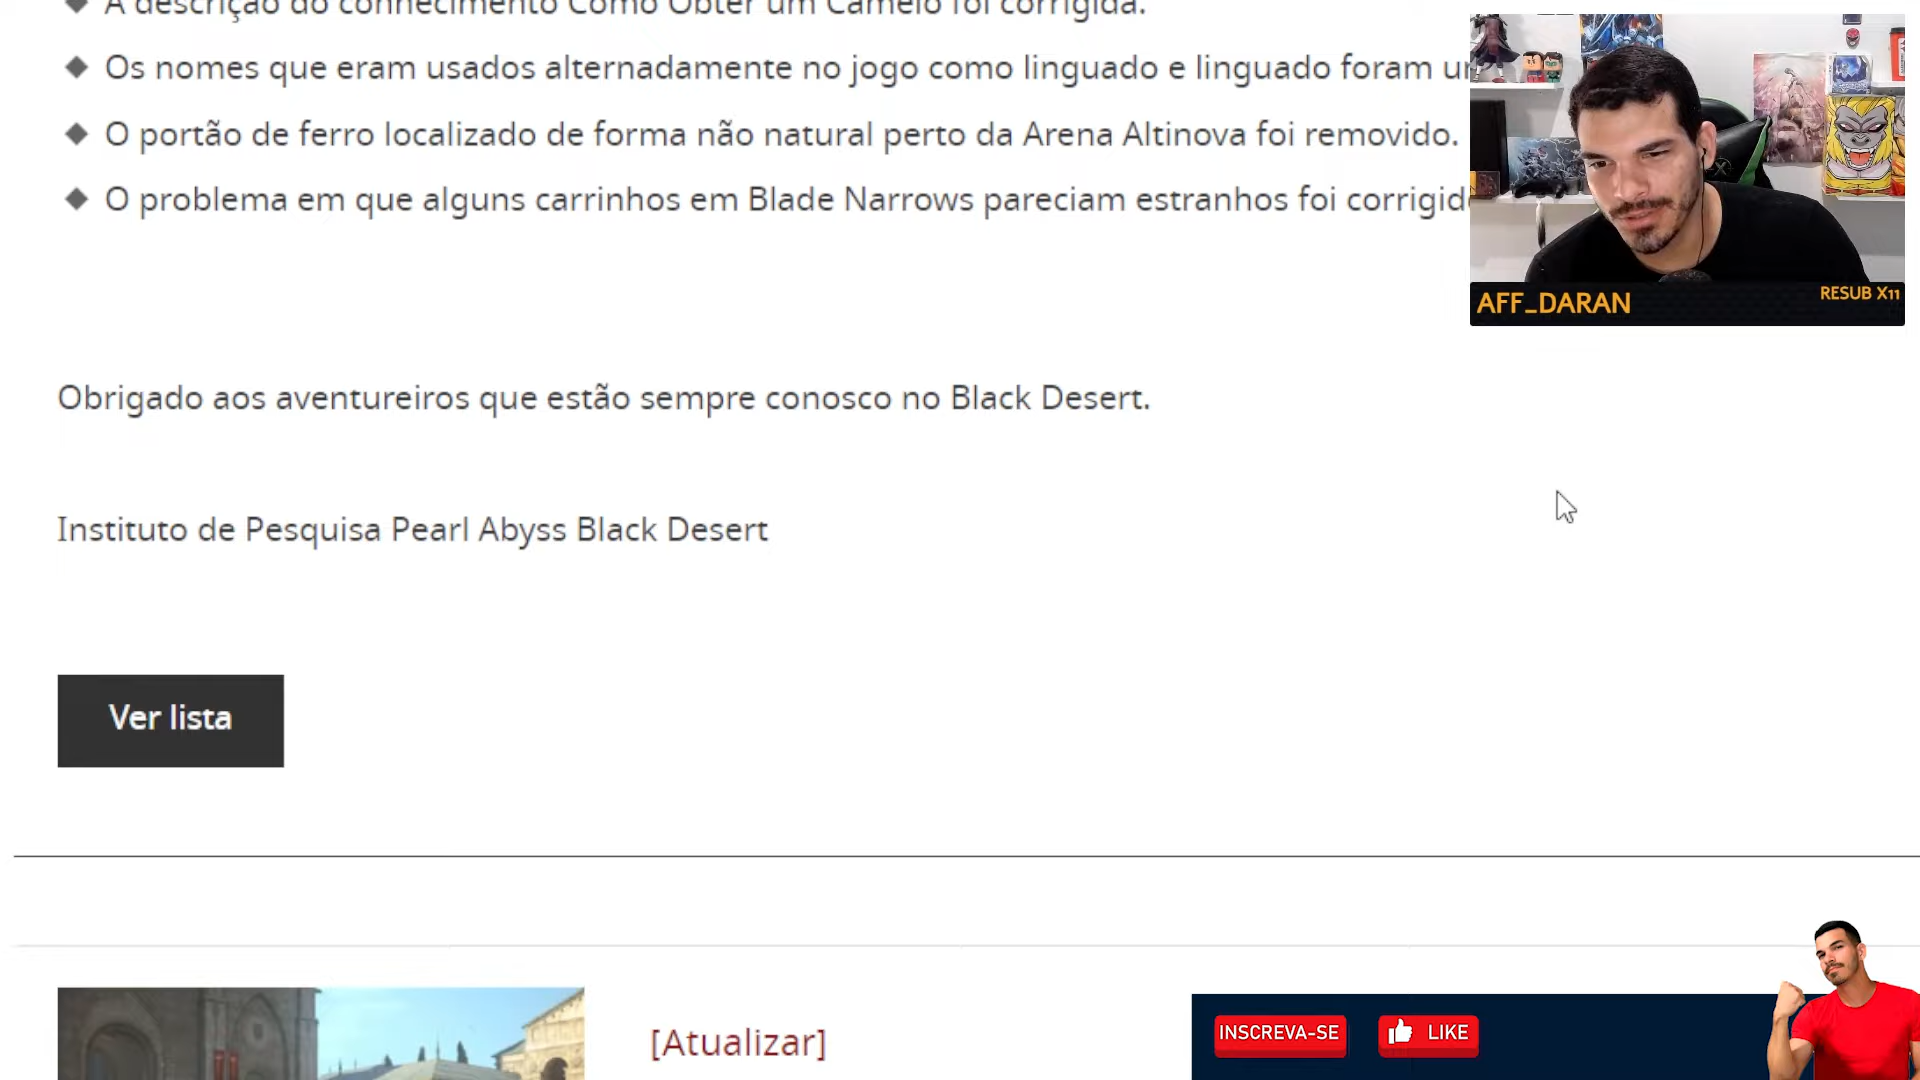 A descrição do conhecimento Como Obter um Camelo foi corrigida.
Os nomes que eram usados alternadamente no jogo como linguado e linguado foram
O portão de ferro localizado de forma não natural perto da Arena Altinova foi removido.
O problema em que alguns carrinhos em Blade Narrows pareciam estranhos foi
AFF_DARAN
RESUB X11
Obrigado aos aventureiros que estão sempre conosco no Black Desert.
Instituto de Pesquisa Pearl Abyss Black Desert
Ver lista
[Atualizar]
INSCREVA-SE
LIKE